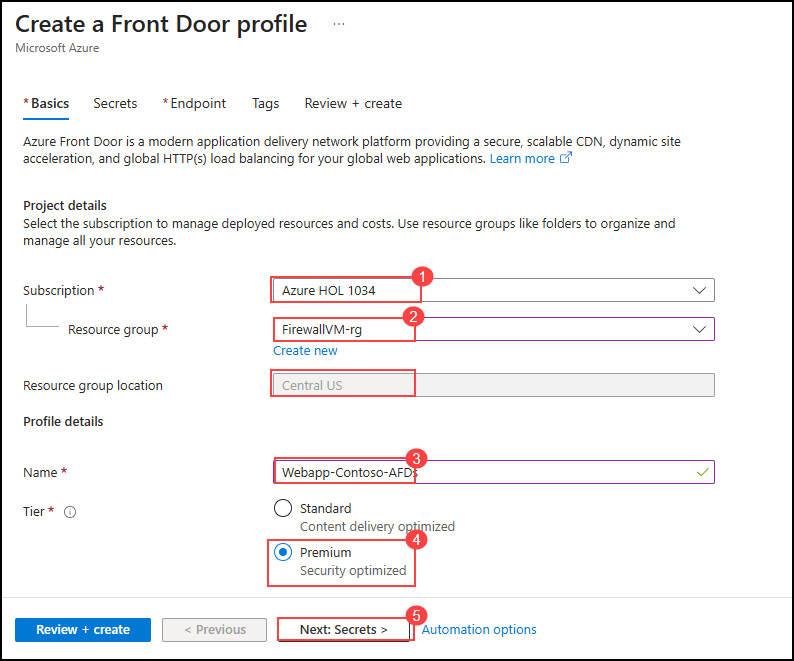 Create a Front Door profile ...
Microsoft Azure
* Basics Secrets * Endpoint Tags Review + create
Azure Front Door is a modern application delivery network platform providing a secure, scalable CDN, dynamic site
acceleration, and global HTTP(s) load balancing for your global web applications. Learn more
Project details
Select the subscription to manage deployed resources and costs. Use resource groups like folders to organize and
manage all your resources.
1
Subscription * Azure HOL 1034
2
Resource group * FirewallVM-rg
Create new
Resource group location Central US
Profile details
3
Name * Webapp-Contoso-AFDs
Tier * Standard
Content delivery optimized
4
Premium
Security optimized
5
Review + create < Previous Next: Secrets > Automation options